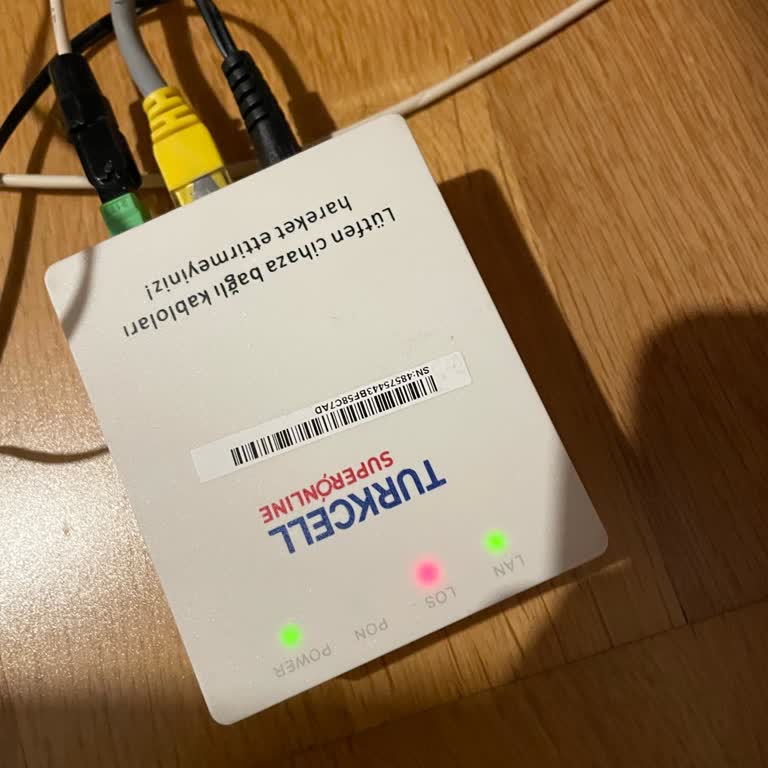 Lütfen cihaza bağlı kabloları
hareket ettirmeyiniz!
SN:48575443BF58C7AD
TURKCELL
SUPERONLINE
POWER
PON
LOS
LAN